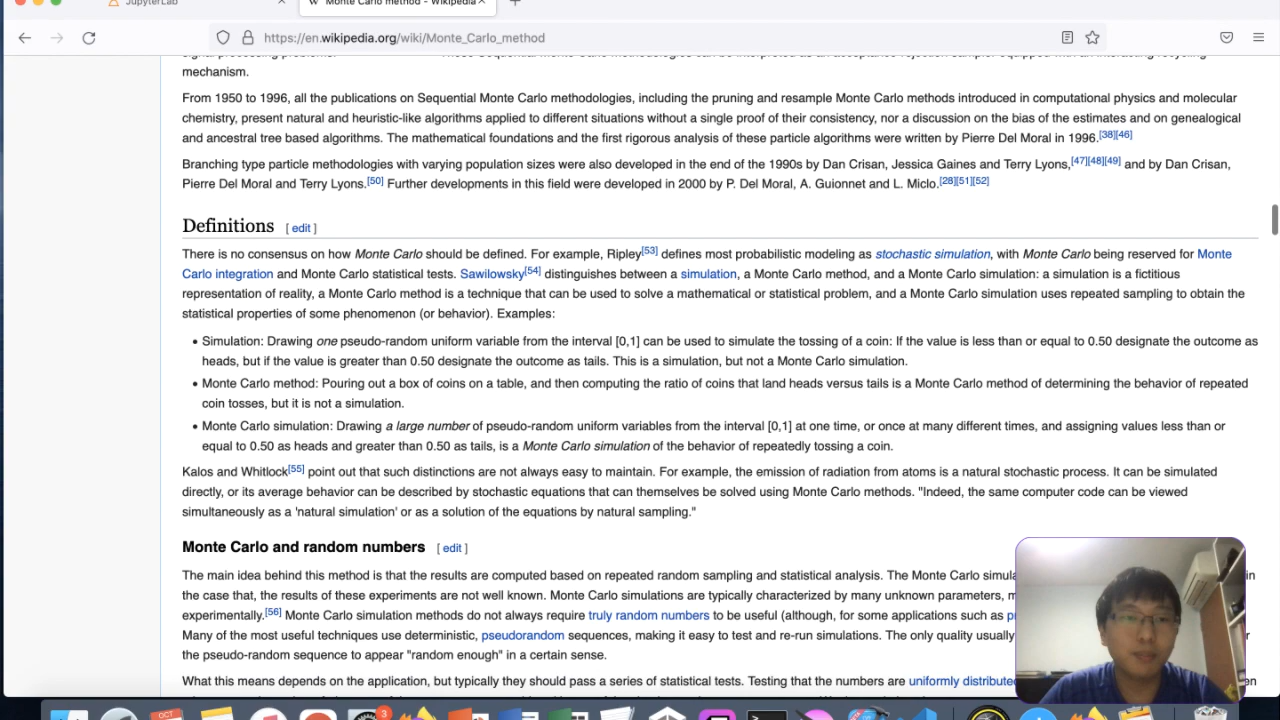 JupyterLab
Monte Carlo method - Wikipedia
https://en.wikipedia.org/wiki/Monte_Carlo_method
mechanism.
From 1950 to 1996, all the publications on Sequential Monte Carlo methodologies, including the pruning and resample Monte Carlo methods introduced in computational physics and molecular
chemistry, present natural and heuristic-like algorithms applied to different situations without a single proof of their consistency, nor a discussion on the bias of the estimates and on genealogical
and ancestral tree based algorithms. The mathematical foundations and the first rigorous analysis of these particle algorithms were written by Pierre Del Moral in 1996.[38][46]
Branching type particle methodologies with varying population sizes were also developed in the end of the 1990s by Dan Crisan, Jessica Gaines and Terry Lyons,[47][48][49] and by Dan Crisan,
Pierre Del Moral and Terry Lyons.[50] Further developments in this field were developed in 2000 by P. Del Moral, A. Guionnet and L. Miclo.[28][51][52]
Definitions [ edit ]
There is no consensus on how Monte Carlo should be defined. For example, Ripley[53] defines most probabilistic modeling as stochastic simulation, with Monte Carlo being reserved for Monte
Carlo integration and Monte Carlo statistical tests. Sawilowsky[54] distinguishes between a simulation, a Monte Carlo method, and a Monte Carlo simulation: a simulation is a fictitious
representation of reality, a Monte Carlo method is a technique that can be used to solve a mathematical or statistical problem, and a Monte Carlo simulation uses repeated sampling to obtain the
statistical properties of some phenomenon (or behavior). Examples:
• Simulation: Drawing one pseudo-random uniform variable from the interval [0,1] can be used to simulate the tossing of a coin: If the value is less than or equal to 0.50 designate the outcome as
heads, but if the value is greater than 0.50 designate the outcome as tails. This is a simulation, but not a Monte Carlo simulation.
• Monte Carlo method: Pouring out a box of coins on a table, and then computing the ratio of coins that land heads versus tails is a Monte Carlo method of determining the behavior of repeated
coin tosses, but it is not a simulation.
• Monte Carlo simulation: Drawing a large number of pseudo-random uniform variables from the interval [0,1] at one time, or once at many different times, and assigning values less than or
equal to 0.50 as heads and greater than 0.50 as tails, is a Monte Carlo simulation of the behavior of repeatedly tossing a coin.
Kalos and Whitlock[55] point out that such distinctions are not always easy to maintain. For example, the emission of radiation from atoms is a natural stochastic process. It can be simulated
directly, or its average behavior can be described by stochastic equations that can themselves be solved using Monte Carlo methods. "Indeed, the same computer code can be viewed
simultaneously as a 'natural simulation' or as a solution of the equations by natural sampling."
Monte Carlo and random numbers [ edit ]
The main idea behind this method is that the results are computed based on repeated random sampling and statistical analysis. The Monte Carlo in
the case that, the results of these experiments are not well known. Monte Carlo simulations are typically characterized by many unknown parameters,
experimentally.[56] Monte Carlo simulation methods do not always require truly random numbers to be useful (although, for some applications such as
Many of the most useful techniques use deterministic, pseudorandom sequences, making it easy to test and re-run simulations. The only quality usually
the pseudo-random sequence to appear "random enough" in a certain sense.
What this means depends on the application, but typically they should pass a series of statistical tests. Testing that the numbers are uniformly
OCT
3